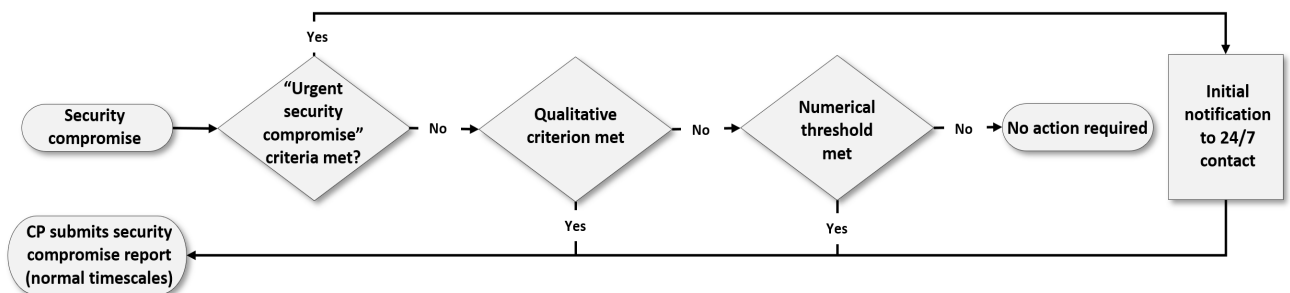 Yes
Security
compromise
“Urgent
security
compromise”
criteria met?
No
Qualitative
criterion met
No
Numerical
threshold
met
No
No action required
Initial
notification
to 24/7
contact
Yes
Yes
CP submits security
compromise report
(normal timescales)